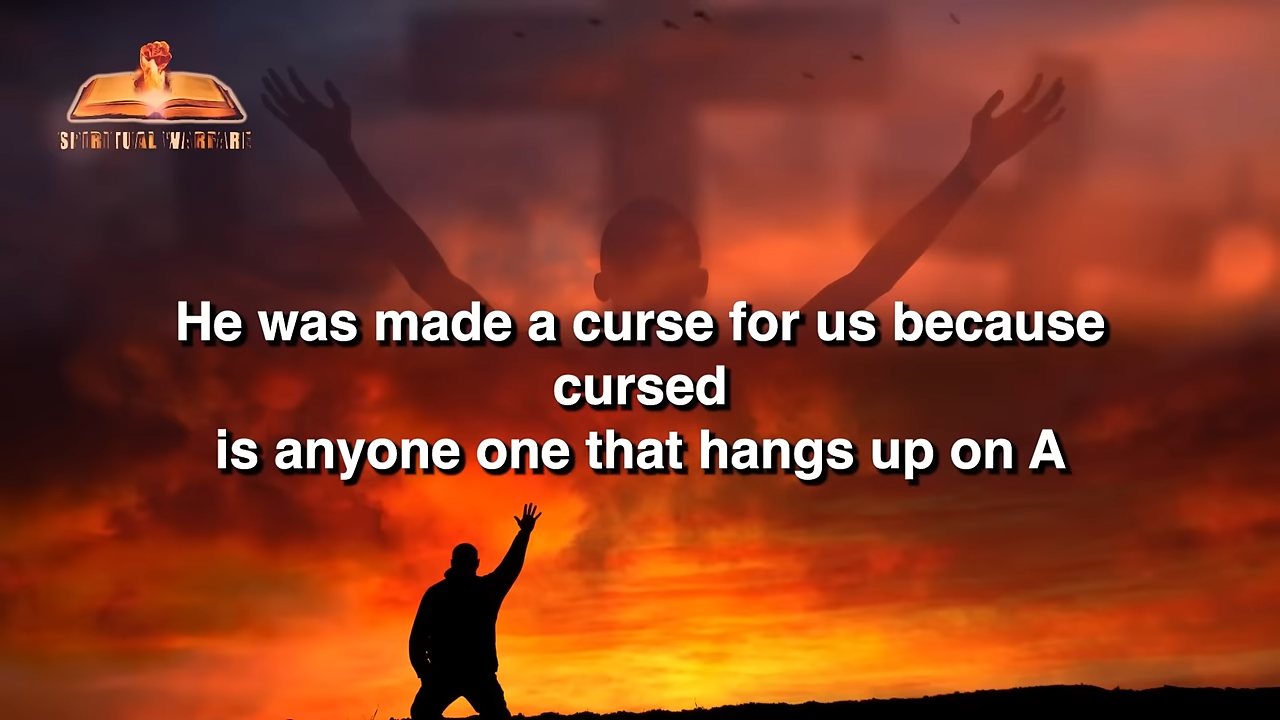 SPIRITUAL WARFARE
He was made a curse for us because
cursed
is anyone one that hangs up on A